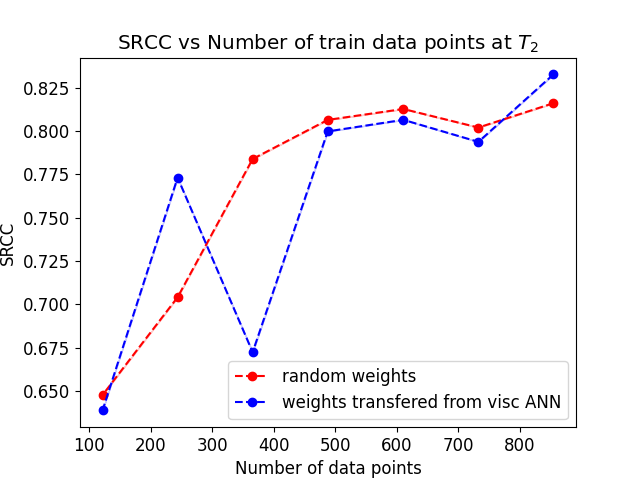 SRCC vs Number of train data points at $T_2$
SRCC
0.825
0.800
0.775
0.750
0.725
0.700
0.675
0.650
random weights
weights transfered from visc ANN
100 200 300 400 500 600 700 800
Number of data points